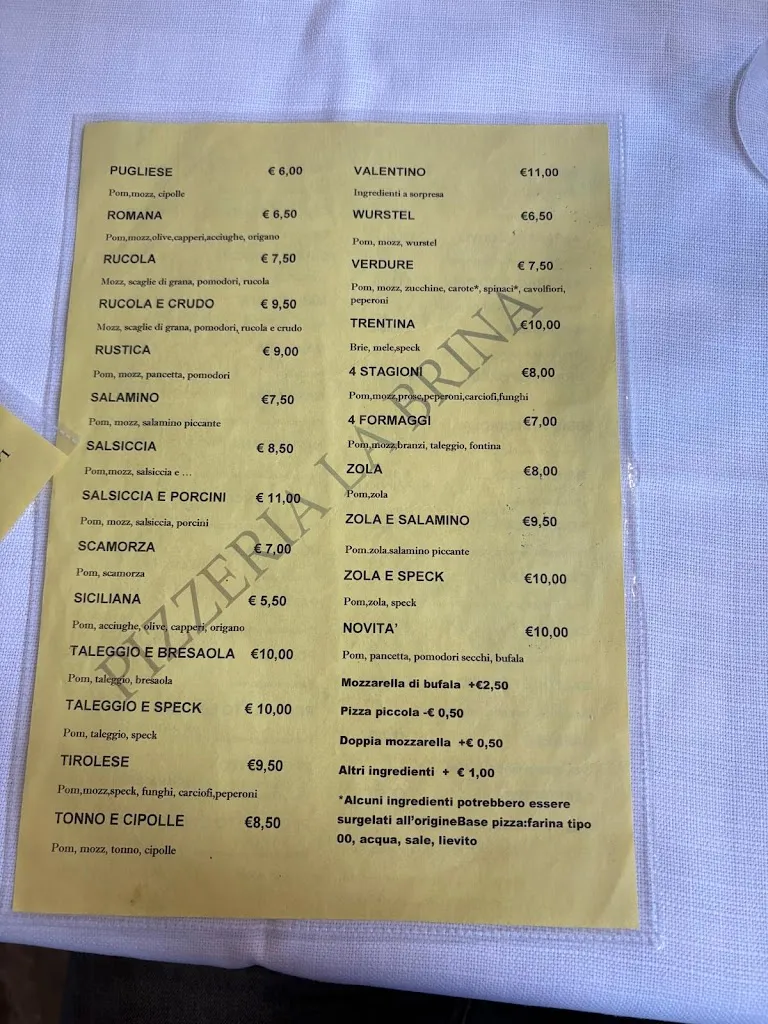 PUGLIESE € 6,00
Pom,mozz, cipolle
ROMANA € 6,50
Pom,mozz,olive,capperi,acciughe, origano
RUCOLA € 7,50
Mozz, scaglie di grana, pomodori, rucola
RUCOLA E CRUDO € 9,50
Mozz, scaglie di grana, pomodori, rucola e crudo
RUSTICA € 9,00
Pom, mozz, pancetta, pomodori
SALAMINO €7,50
Pom, mozz, salamino piccante
SALSICCIA € 8,50
Pom,mozz, salsiccia e ...
SALSICCIA E PORCINI € 11,00
Pom, mozz, salsiccia, porcini
SCAMORZA € 7,00
Pom, scamorza
SICILIANA € 5,50
Pom, acciughe, olive, capperi, origano
TALEGGIO E BRESAOLA €10,00
Pom, taleggio, bresaola
TALEGGIO E SPECK € 10,00
Pom, taleggio, speck
TIROLESE €9,50
Pom,mozz,speck, funghi, carciofi,peperoni
TONNO E CIPOLLE €8,50
Pom, mozz, tonno, cipolle
VALENTINO €11,00
Ingredienti a sorpresa
WURSTEL €6,50
Pom, mozz, wurstel
VERDURE € 7,50
Pom, mozz, zucchine, carote*, spinaci*, cavolfiori,
peperoni
TRENTINA €10,00
Brie, mele,speck
4 STAGIONI €8,00
Pom,mozz,prosc,peperoni,carciofi,funghi
4 FORMAGGI €7,00
Pom,mozz,branzi, taleggio, fontina
ZOLA €8,00
Pom,zola
ZOLA E SALAMINO €9,50
Pom.zola.salamino piccante
ZOLA E SPECK €10,00
Pom,zola, speck
NOVITA' €10,00
Pom, pancetta, pomodori secchi, bufala
Mozzarella di bufala +€2,50
Pizza piccola -€ 0,50
Doppia mozzarella +€ 0,50
Altri ingredienti + € 1,00
*Alcuni ingredienti potrebbero essere
surgelati all'origineBase pizza:farina tipo
00, acqua, sale, lievito
PIZZERIA LA BRINA